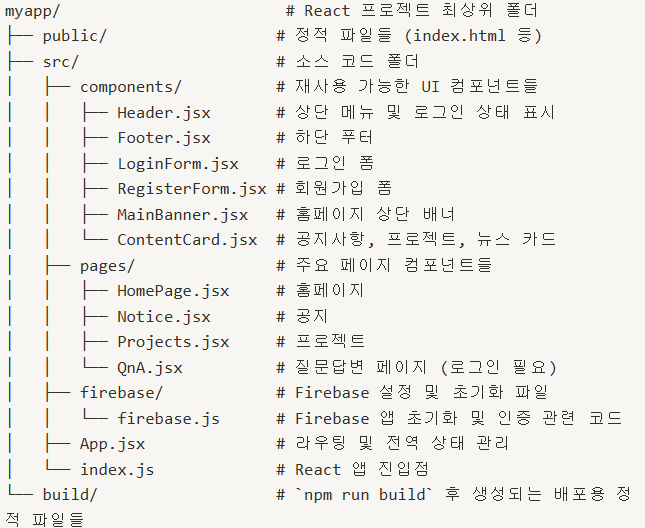 myapp/                        # React 프로젝트 최상위 폴더
├── public/                  # 정적 파일들 (index.html 등)
├── src/                     # 소스 코드 폴더
│   ├── components/          # 재사용 가능한 UI 컴포넌트들
│   │   ├── Header.jsx       # 상단 메뉴 및 로그인 상태 표시
│   │   ├── Footer.jsx       # 하단 푸터
│   │   ├── LoginForm.jsx    # 로그인 폼
│   │   ├── RegisterForm.jsx # 회원가입 폼
│   │   ├── MainBanner.jsx   # 홈페이지 상단 배너
│   │   └── ContentCard.jsx  # 공지사항, 프로젝트, 뉴스 카드
│   ├── pages/               # 주요 페이지 컴포넌트들
│   │   ├── HomePage.jsx     # 홈페이지
│   │   ├── Notice.jsx       # 공지
│   │   ├── Projects.jsx     # 프로젝트
│   │   └── QnA.jsx          # 질문답변 페이지 (로그인 필요)
│   ├── firebase/            # Firebase 설정 및 초기화 파일
│   │   └── firebase.js      # Firebase 앱 초기화 및 인증 관련 코드
│   ├── App.jsx              # 라우팅 및 전역 상태 관리
│   └── index.js             # React 앱 진입점
└── build/                   # `npm run build` 후 생성되는 배포용 정
적 파일들